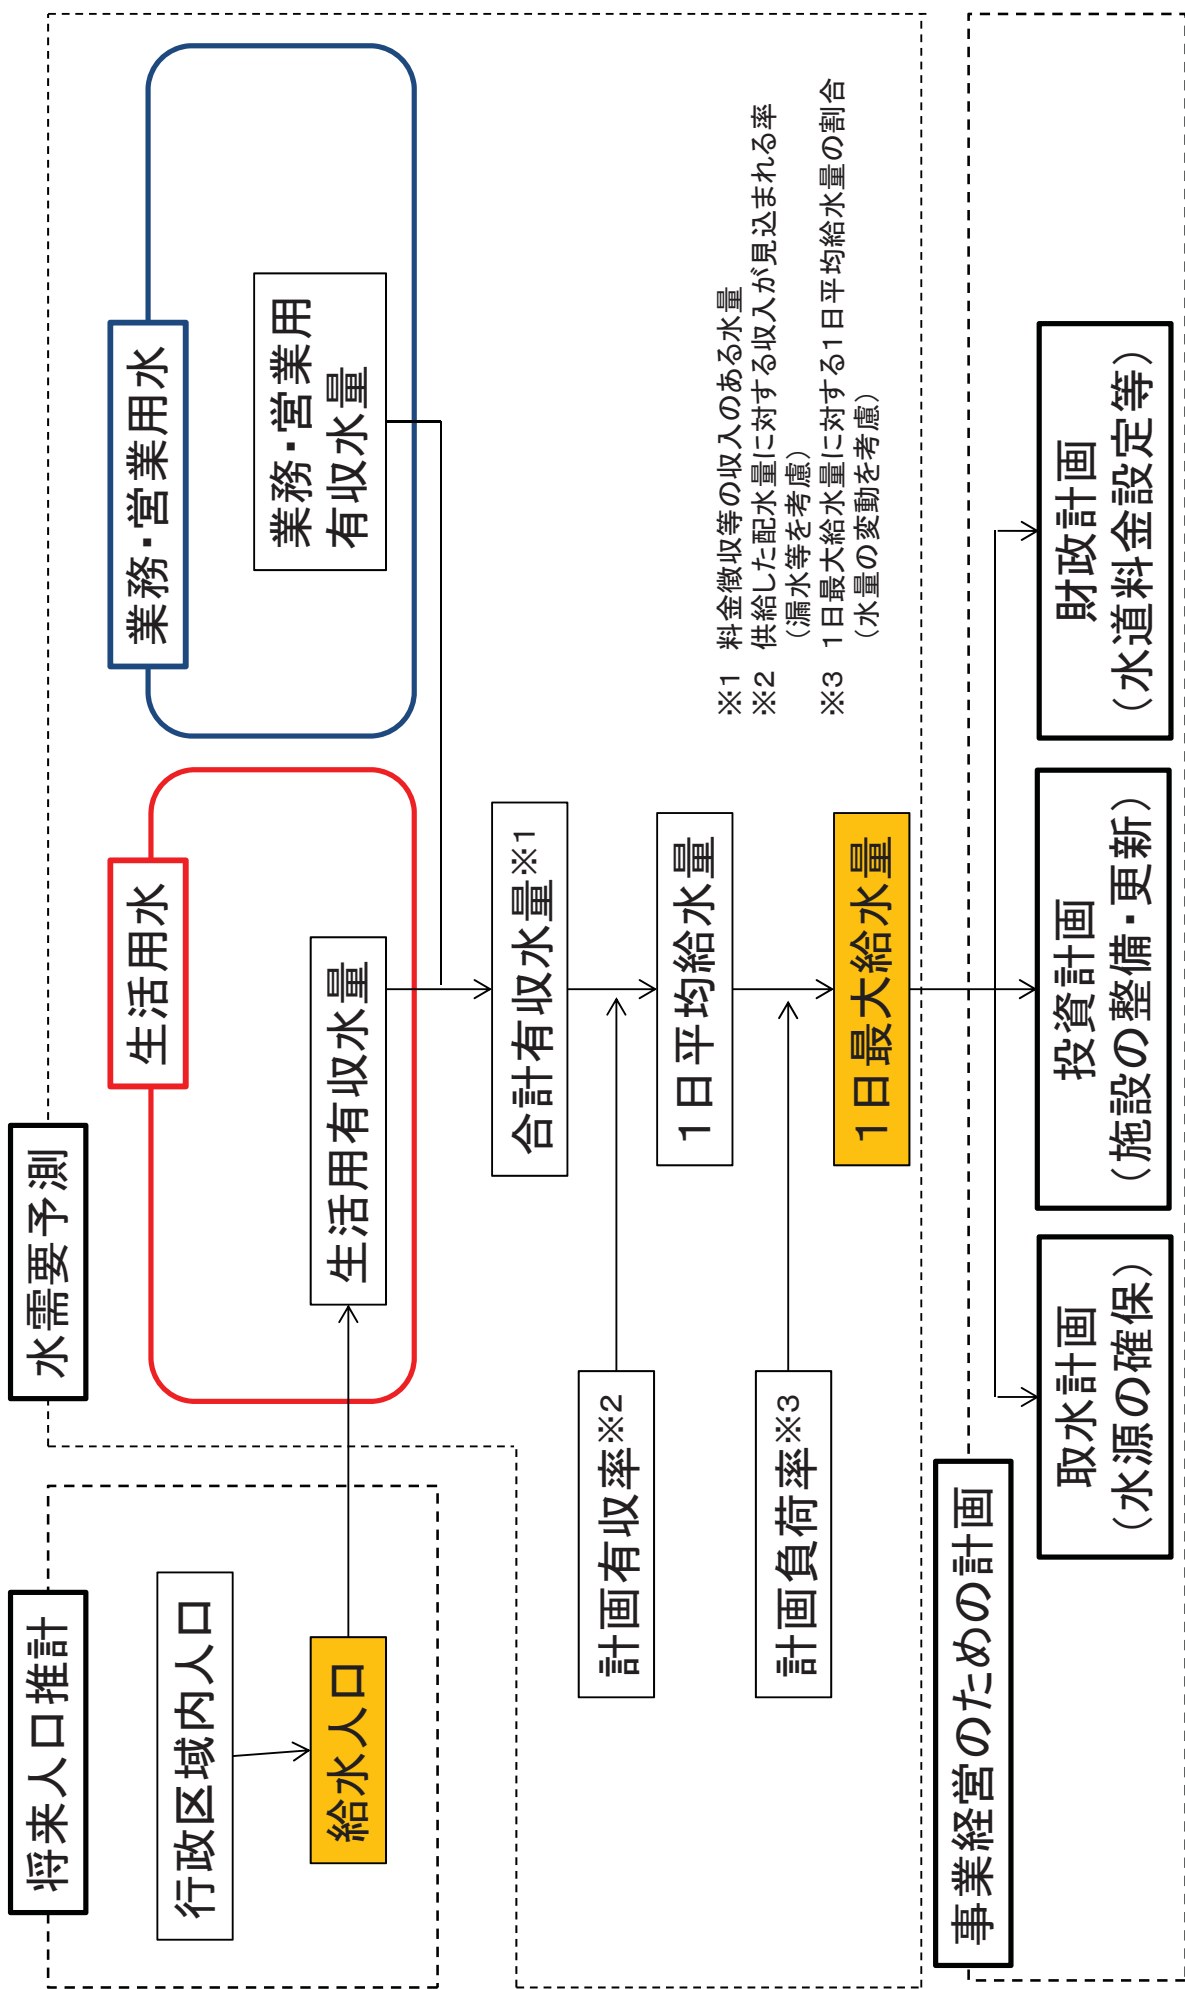 将来人口推計
行政区域内人口
給水人口
水需要予測
生活用水
生活用有収水量
業務・営業用水
業務・営業用
有収水量
合計有収水量※1
計画有収率※2
1日平均給水量
計画負荷率※3
1日最大給水量
※1 料金徴収等の収入のある水量
※2 供給した配水量に対する収入が見込まれる率
(漏水等を考慮)
※3 1日最大給水量に対する1日平均給水量の割合
(水量の変動を考慮)
事業経営のための計画
取水計画
(水源の確保)
投資計画
(施設の整備・更新)
財政計画
(水道料金設定等)